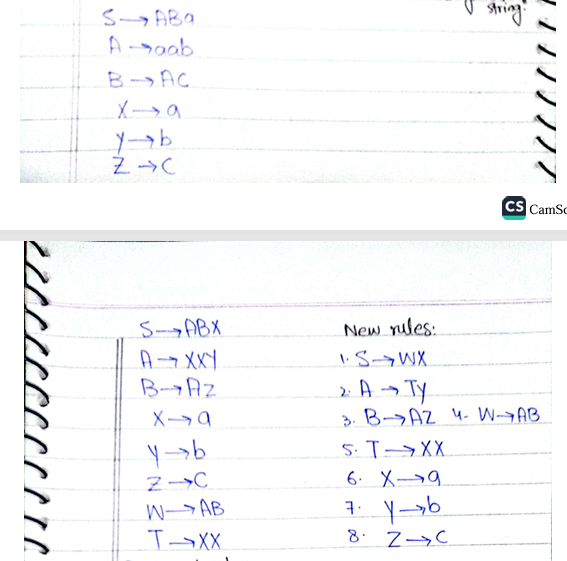 string.
S → ABa
A → aab
B → AC
X → a
Y → b
Z → C
CS CamSc
S → ABX
A → XXY
B → AZ
X → a
Y → b
Z → C
W → AB
T → XX
New rules:
1. S → WX
2. A → TY
3. B → AZ 4. W → AB
5. T → XX
6. X → a
7. Y → b
8. Z → C